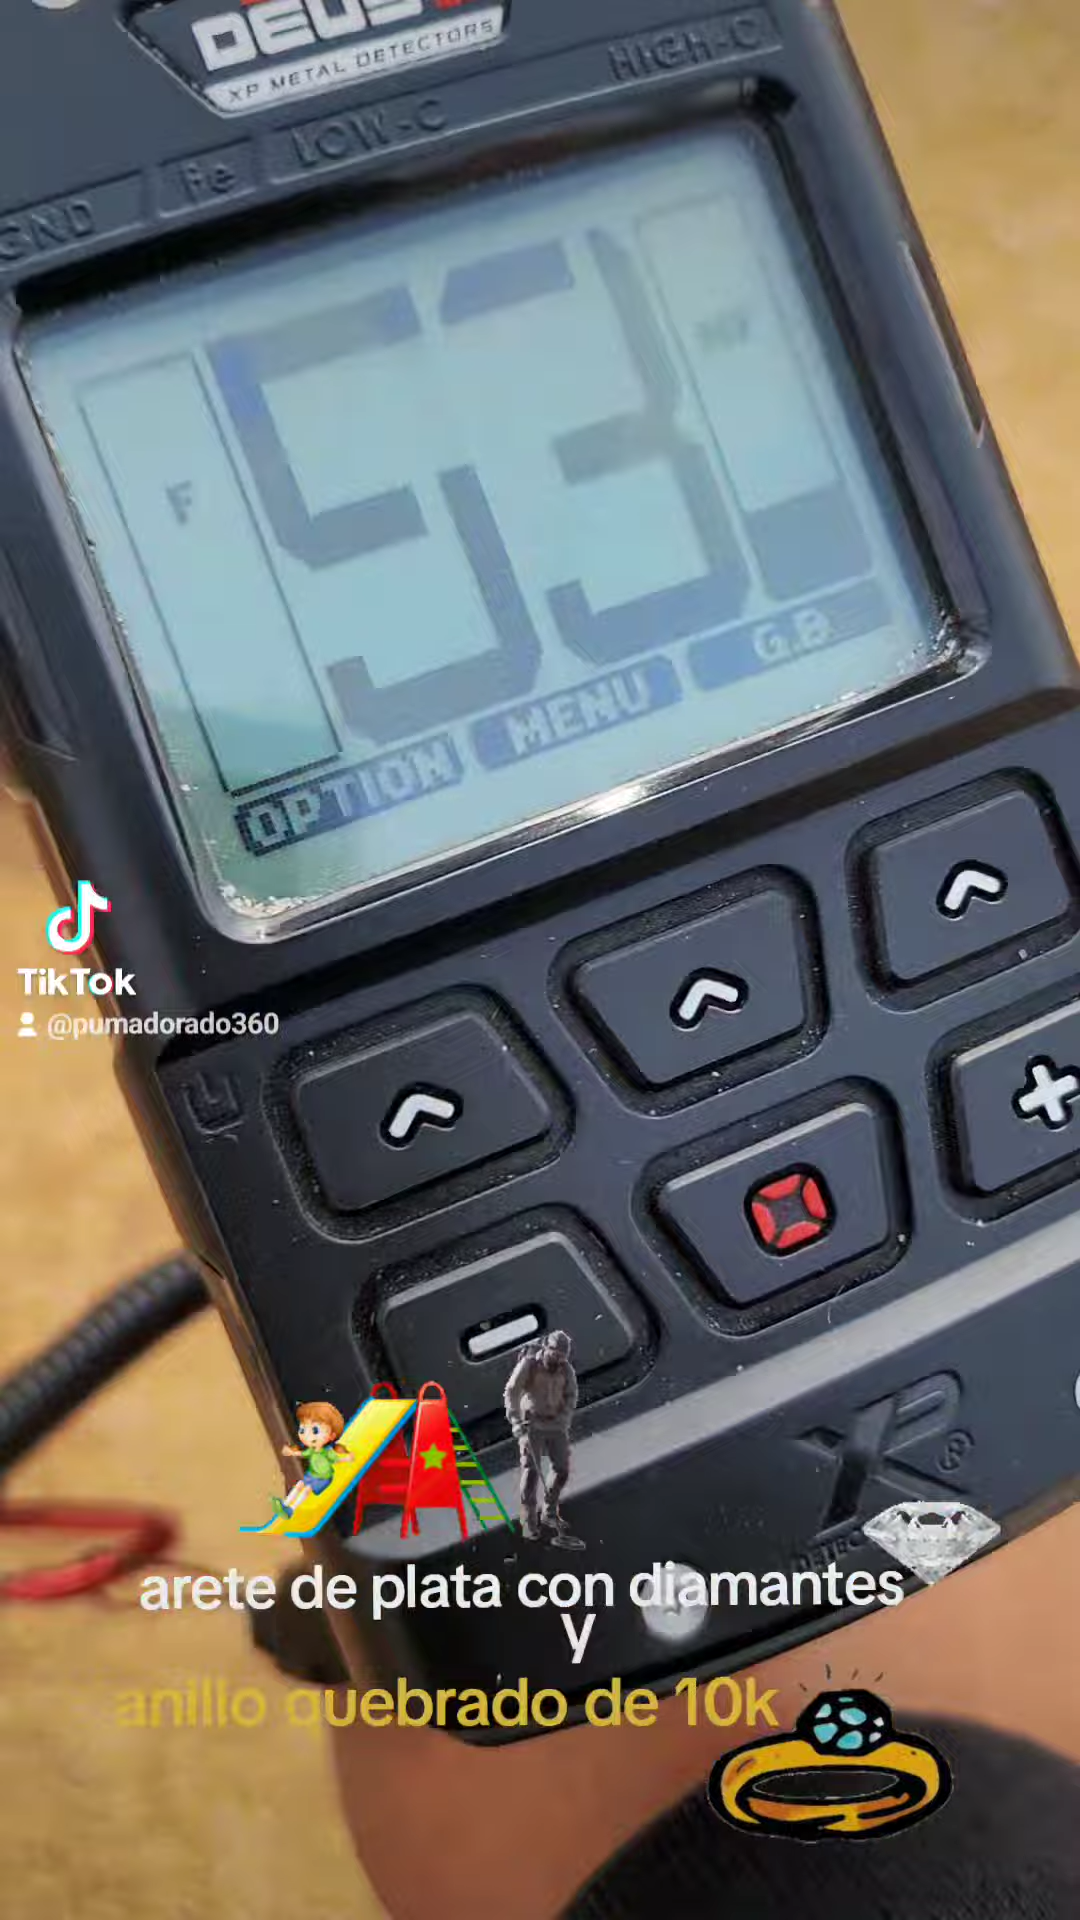 DEUS
XP METAL DETECTORS
GND Fe LOW-C HIGH-C
F
53
OPTION MENU G.B
TikTok
@pumadorado360
XP®
arete de plata con diamantes
y
anillo quebrado de 10k